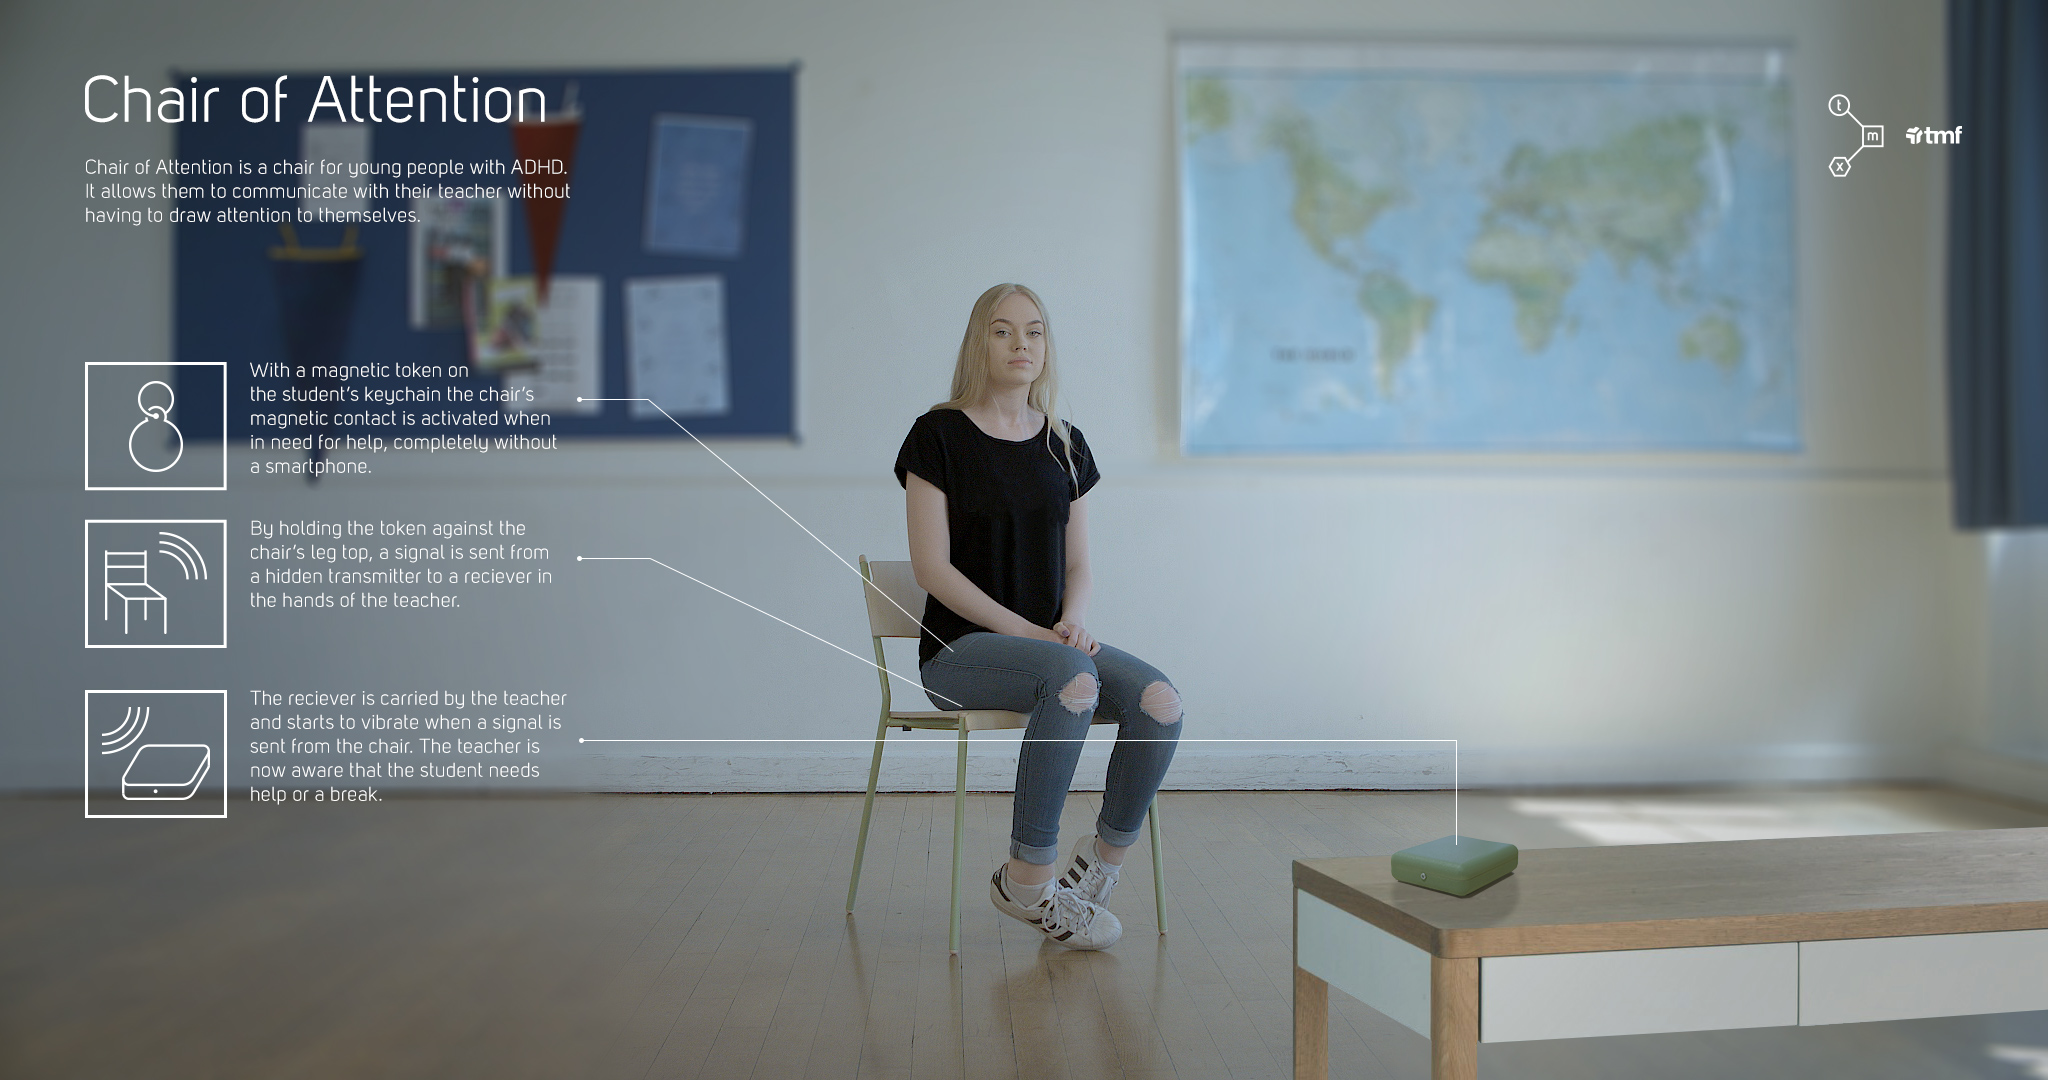 Chair of Attention
Chair of Attention is a chair for young people with ADHD.
It allows them to communicate with their teacher without
having to draw attention to themselves.
t
m
x
tmf
With a magnetic token on
the student's keychain the chair's
magnetic contact is activated when
in need for help, completely without
a smartphone.
By holding the token against the
chair's leg top, a signal is sent from
a hidden transmitter to a reciever in
the hands of the teacher.
The reciever is carried by the teacher
and starts to vibrate when a signal is
sent from the chair. The teacher is
now aware that the student needs
help or a break.